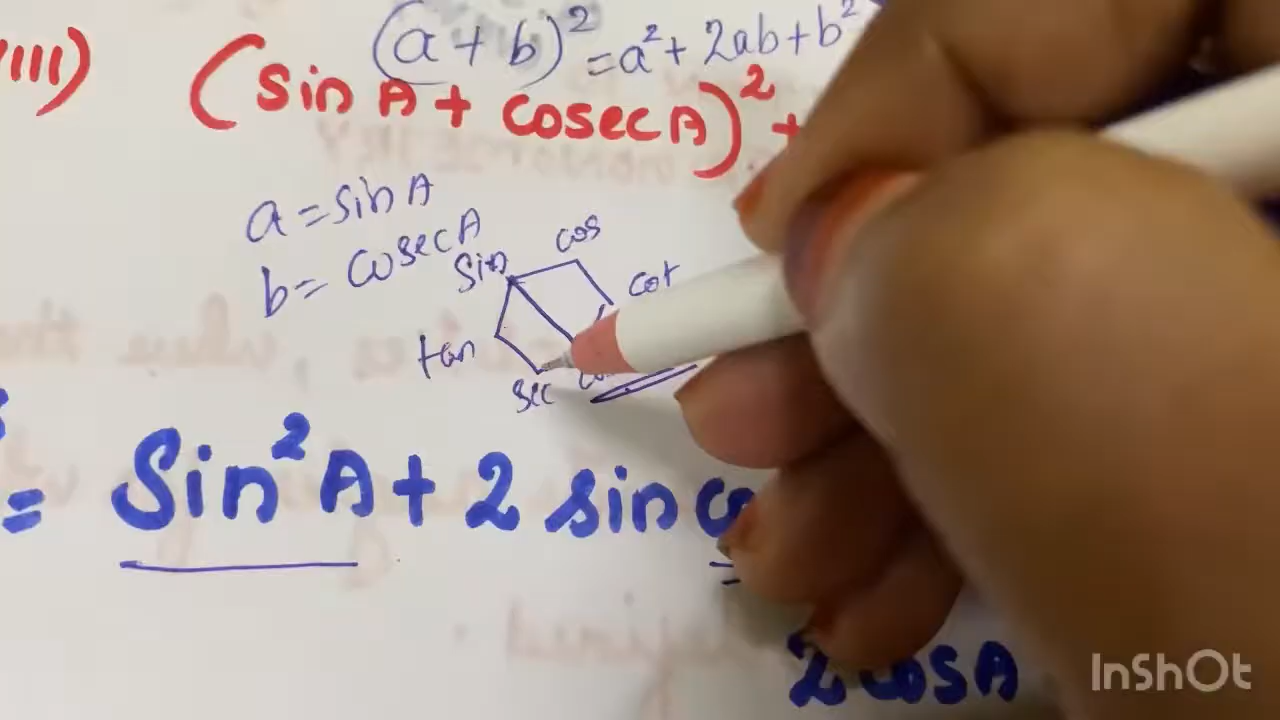 (a + b)² = a² + 2ab + b²
III) (sin A + cosec A)² +
a = sin A
b = cosec A
sin cos
cot
tan
sec
= Sin² A + 2 sin
2 cos A
InShOt